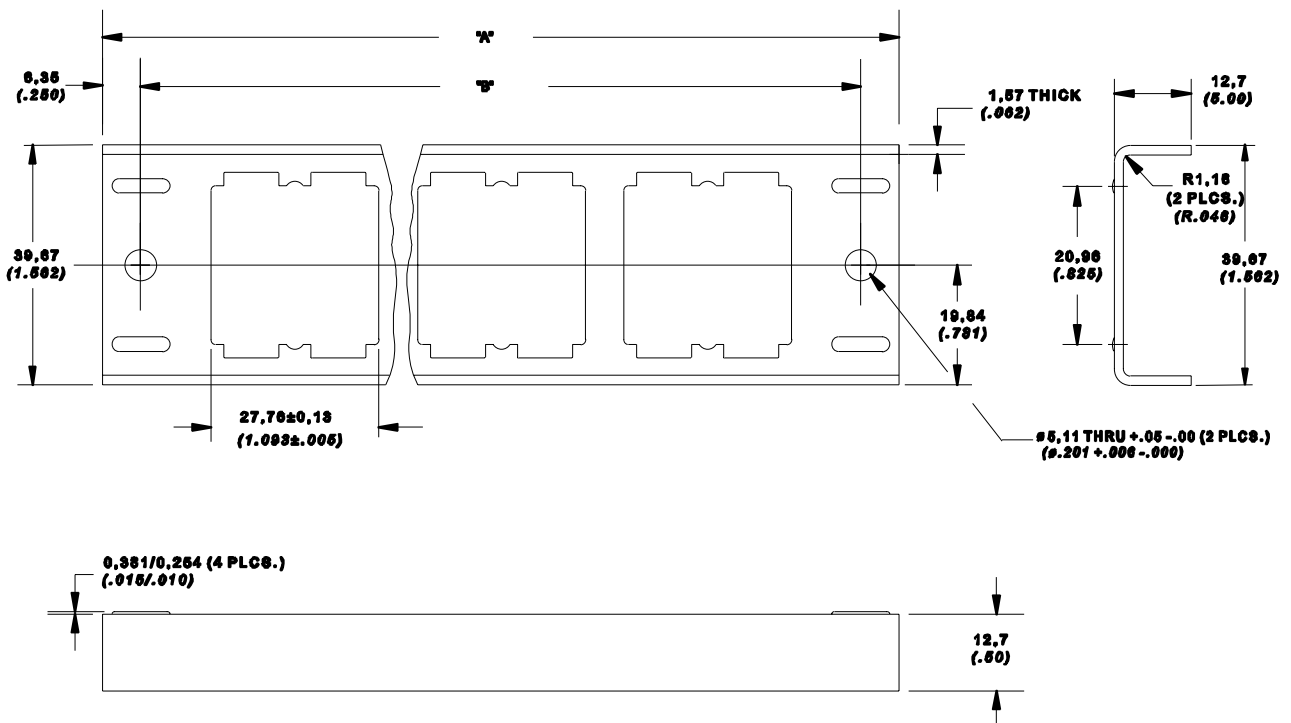 "A"
6,35
(.250)
"B"
1,57 THICK
(.062)
12,7
(5.00)
R1,16
(2 PLCS.)
(R.046)
39,67
(1.562)
20,96
(.825)
39,67
(1.562)
19,84
(.781)
27,76±0,13
(1.093±.005)
ø5,11 THRU +.05 -.00 (2 PLCS.)
(ø.201 +.006 -.000)
0,381/0,254 (4 PLCS.)
(.015/.010)
12,7
(.50)